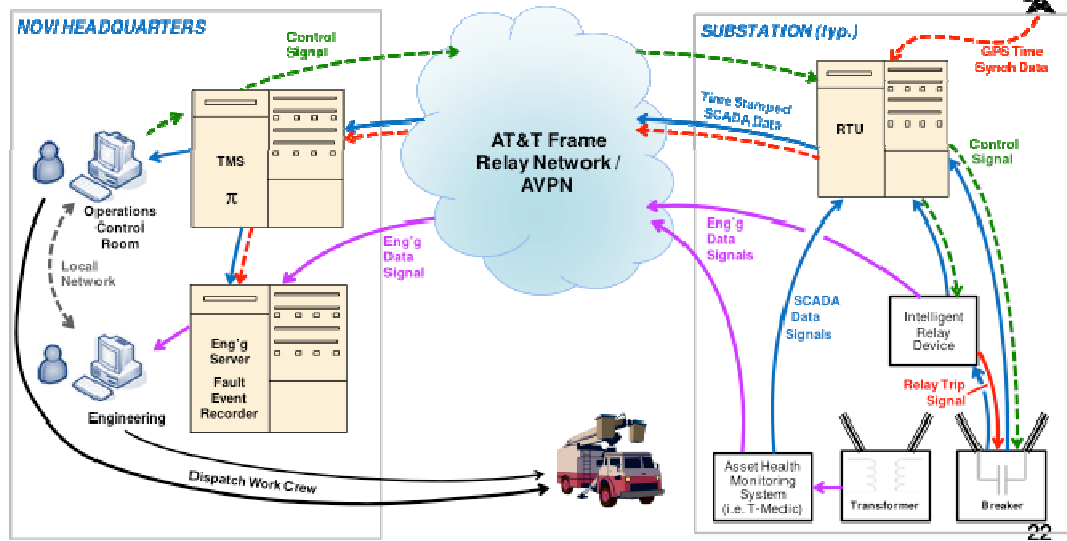 NOVI HEADQUARTERS
Control
Signal
TMS
π
Operations
Control
Room
Local
Network
Eng'g
Server
Fault
Event
Recorder
Engineering
Dispatch Work Crew
Eng'g
Data
Signal
AT&T Frame
Relay Network /
AVPN
SUBSTATION (typ.)
GPS Time
Synch Data
Time Stamped
SCADA Data
RTU
Control
Signal
Eng'g
Data
Signals
SCADA
Data
Signals
Intelligent
Relay
Device
Relay Trip
Signal
Asset Health
Monitoring
System
(i.e. T-Medic)
Transformer
Breaker
22